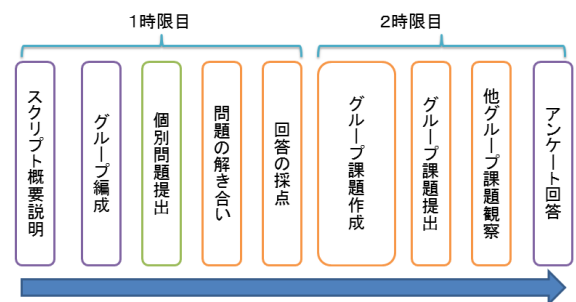 1時限目
2時限目
スクリプト概要説明
グループ編成
個別問題提出
問題の解き合い
回答の採点
グループ課題作成
グループ課題提出
他グループ課題観察
アンケート回答